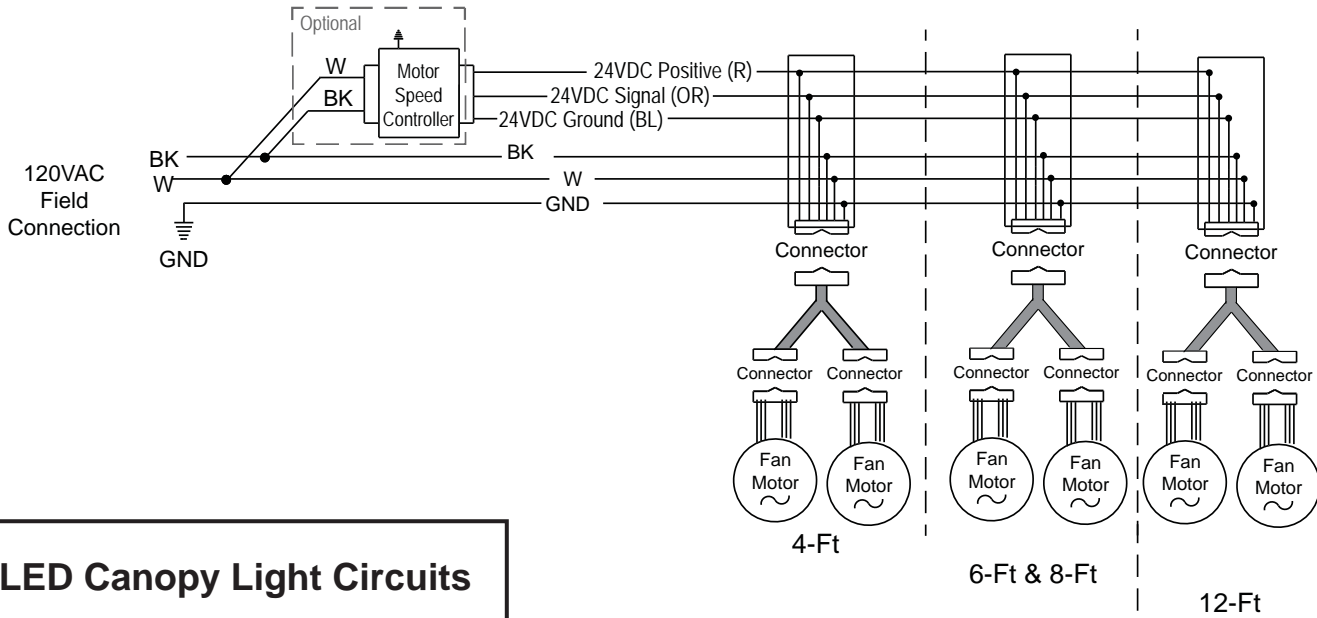 Optional
W
BK
Motor
Speed
Controller
24VDC Positive (R)
24VDC Signal (OR)
24VDC Ground (BL)
BK
W
BK
W
GND
120VAC
Field
Connection
GND
Connector
Connector
Connector
Connector
Connector
Connector
Connector
Connector
Connector
Fan
Motor
Fan
Motor
Fan
Motor
Fan
Motor
Fan
Motor
Fan
Motor
4-Ft
6-Ft & 8-Ft
12-Ft
LED Canopy Light Circuits